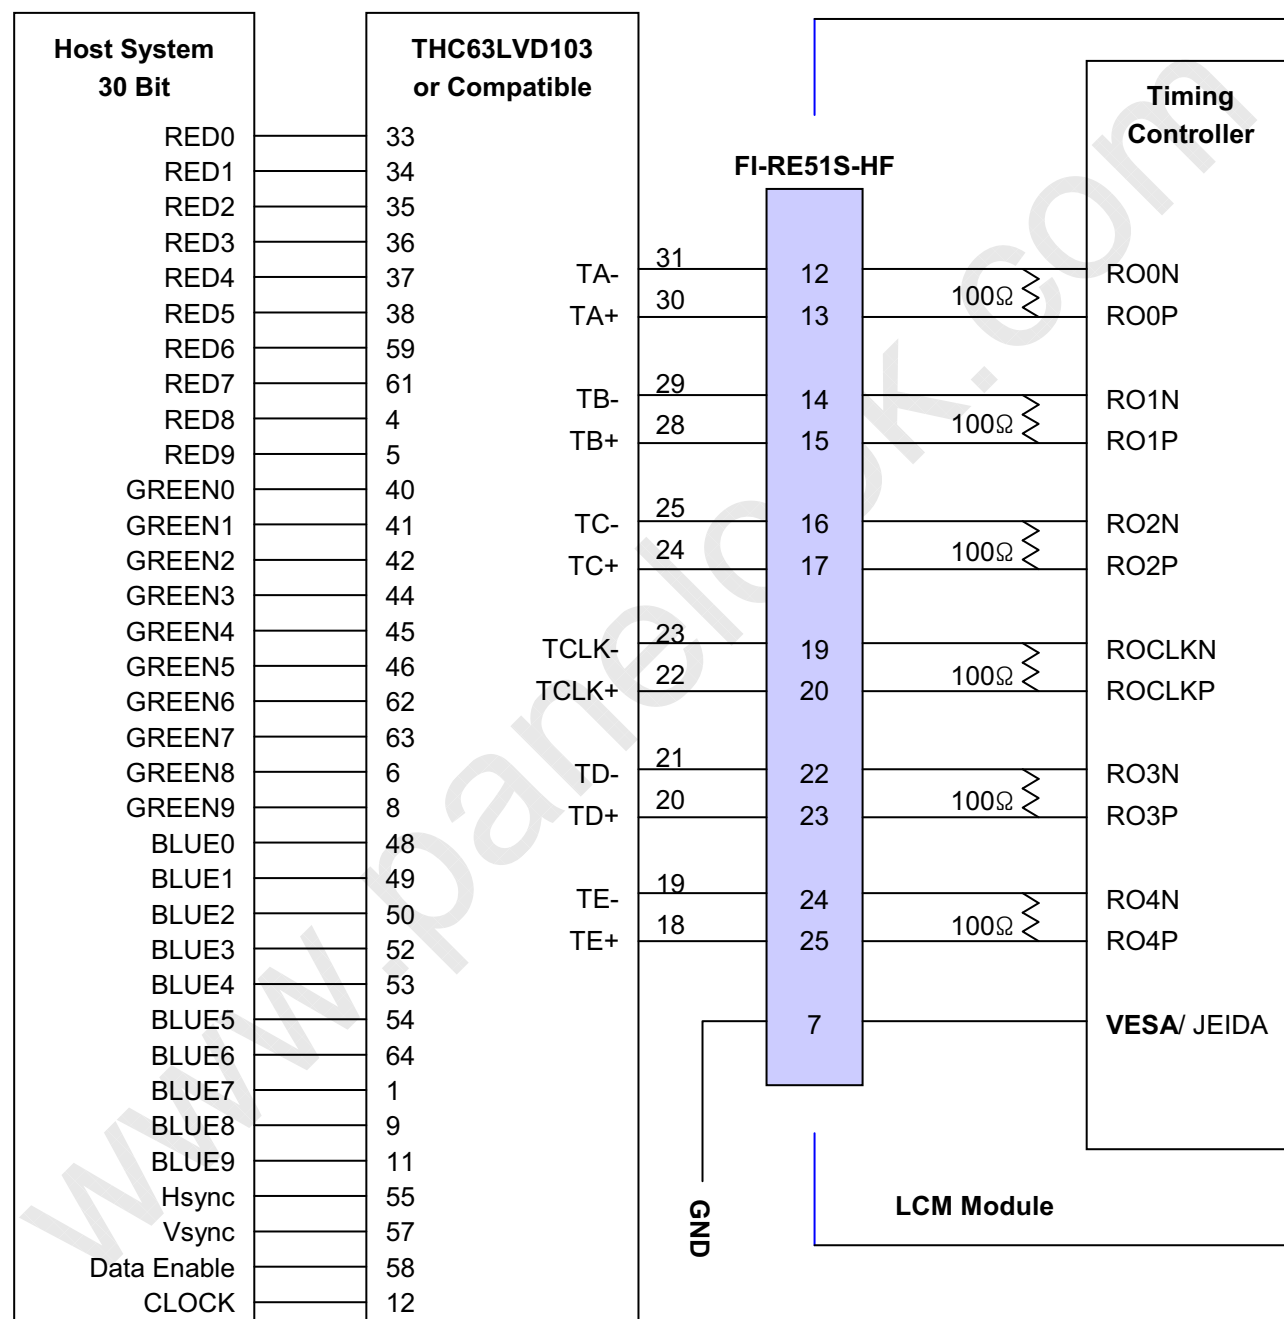 Host System
30 Bit
RED0
RED1
RED2
RED3
RED4
RED5
RED6
RED7
RED8
RED9
GREEN0
GREEN1
GREEN2
GREEN3
GREEN4
GREEN5
GREEN6
GREEN7
GREEN8
GREEN9
BLUE0
BLUE1
BLUE2
BLUE3
BLUE4
BLUE5
BLUE6
BLUE7
BLUE8
BLUE9
Hsync
Vsync
Data Enable
CLOCK
THC63LVD103
or Compatible
33
34
35
36
37
38
59
61
4
5
40
41
42
44
45
46
62
63
6
8
48
49
50
52
53
54
64
1
9
11
55
57
58
12
TA-
TA+
TB-
TB+
TC-
TC+
TCLK-
TCLK+
TD-
TD+
TE-
TE+
31
30
29
28
25
24
23
22
21
20
19
18
FI-RE51S-HF
12
13
14
15
16
17
19
20
22
23
24
25
7
GND
100Ω
100Ω
100Ω
100Ω
100Ω
100Ω
Timing
Controller
RO0N
RO0P
RO1N
RO1P
RO2N
RO2P
ROCLKN
ROCLKP
RO3N
RO3P
RO4N
RO4P
VESA/ JEIDA
LCM Module
www.panelook.com